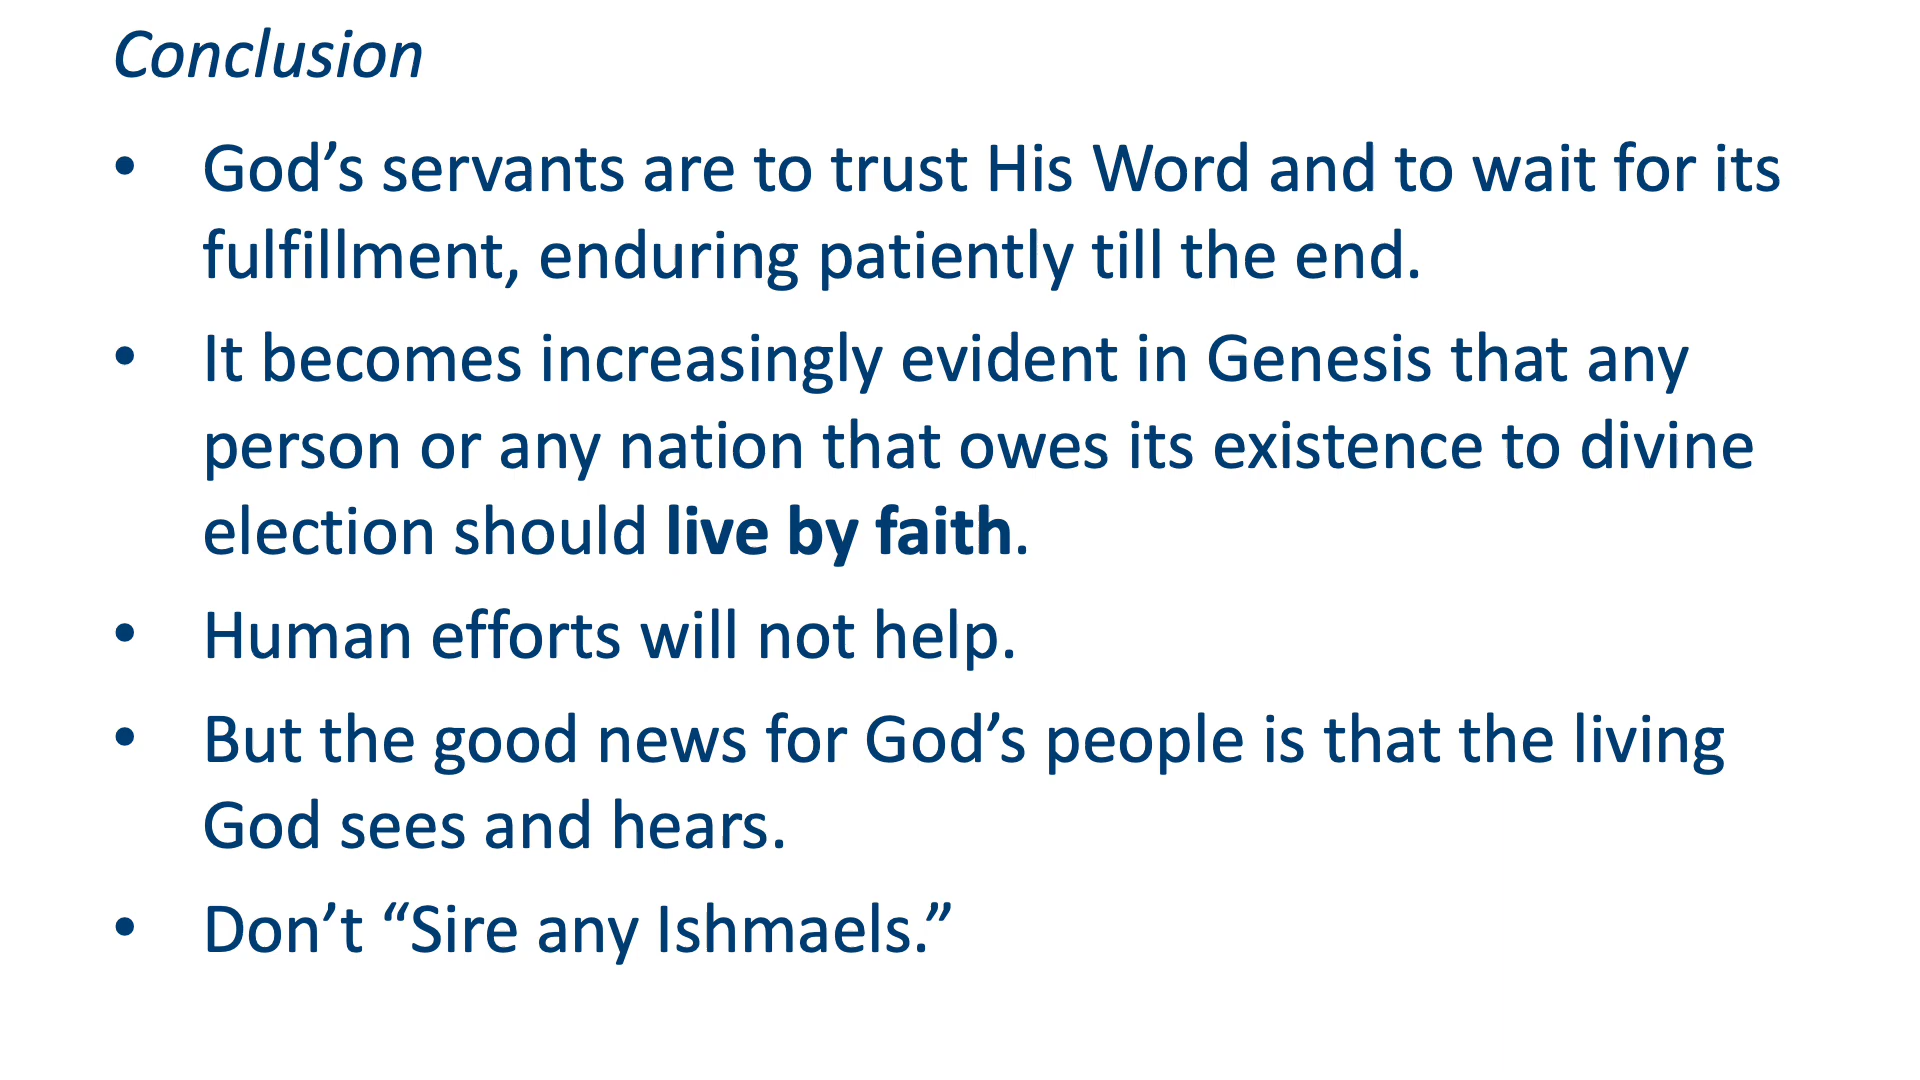 Conclusion
• God’s servants are to trust His Word and to wait for its
fulfillment, enduring patiently till the end.
• It becomes increasingly evident in Genesis that any
person or any nation that owes its existence to divine
election should live by faith.
• Human efforts will not help.
• But the good news for God’s people is that the living
God sees and hears.
• Don’t “Sire any Ishmaels.”